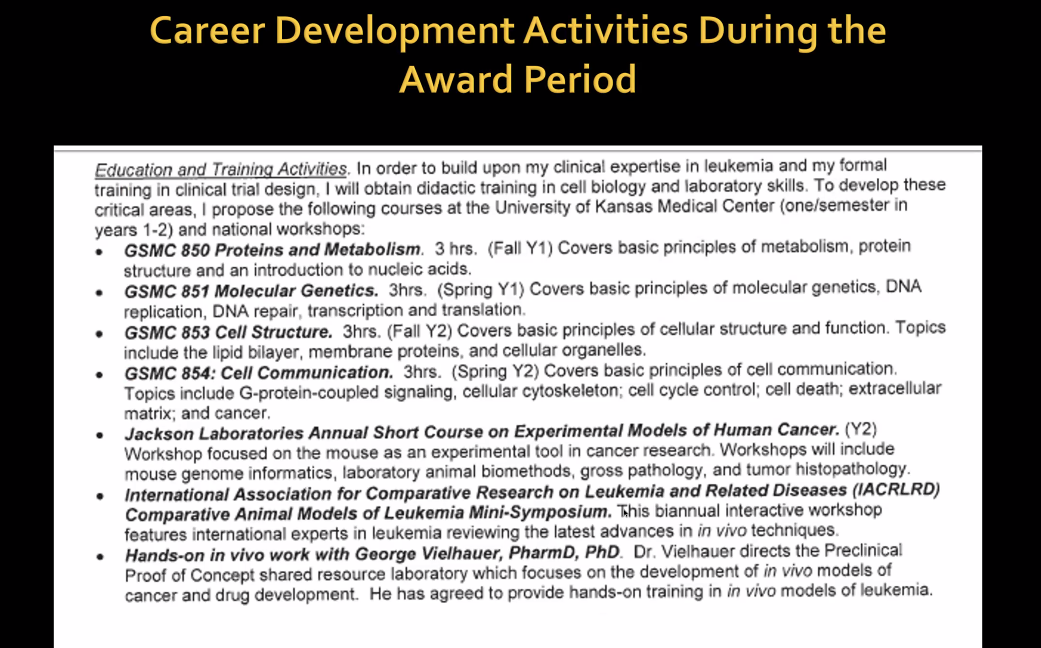 Career Development Activities During the
Award Period
Education and Training Activities. In order to build upon my clinical expertise in leukemia and my formal
training in clinical trial design, I will obtain didactic training in cell biology and laboratory skills. To develop these
critical areas, I propose the following courses at the University of Kansas Medical Center (one/semester in
years 1-2) and national workshops:
• GSMC 850 Proteins and Metabolism. 3 hrs. (Fall Y1) Covers basic principles of metabolism, protein
structure and an introduction to nucleic acids.
• GSMC 851 Molecular Genetics. 3hrs. (Spring Y1) Covers basic principles of molecular genetics, DNA
replication, DNA repair, transcription and translation.
• GSMC 853 Cell Structure. 3hrs. (Fall Y2) Covers basic principles of cellular structure and function. Topics
include the lipid bilayer, membrane proteins, and cellular organelles.
• GSMC 854: Cell Communication. 3hrs. (Spring Y2) Covers basic principles of cell communication.
Topics include G-protein-coupled signaling, cellular cytoskeleton; cell cycle control; cell death; extracellular
matrix; and cancer.
• Jackson Laboratories Annual Short Course on Experimental Models of Human Cancer. (Y2)
Workshop focused on the mouse as an experimental tool in cancer research. Workshops will include
mouse genome informatics, laboratory animal biomethods, gross pathology, and tumor histopathology.
• International Association for Comparative Research on Leukemia and Related Diseases (IACRLRD)
Comparative Animal Models of Leukemia Mini-Symposium. This biannual interactive workshop
features international experts in leukemia reviewing the latest advances in in vivo techniques.
• Hands-on in vivo work with George Vielhauer, PharmD, PhD. Dr. Vielhauer directs the Preclinical
Proof of Concept shared resource laboratory which focuses on the development of in vivo models of
cancer and drug development. He has agreed to provide hands-on training in in vivo models of leukemia.